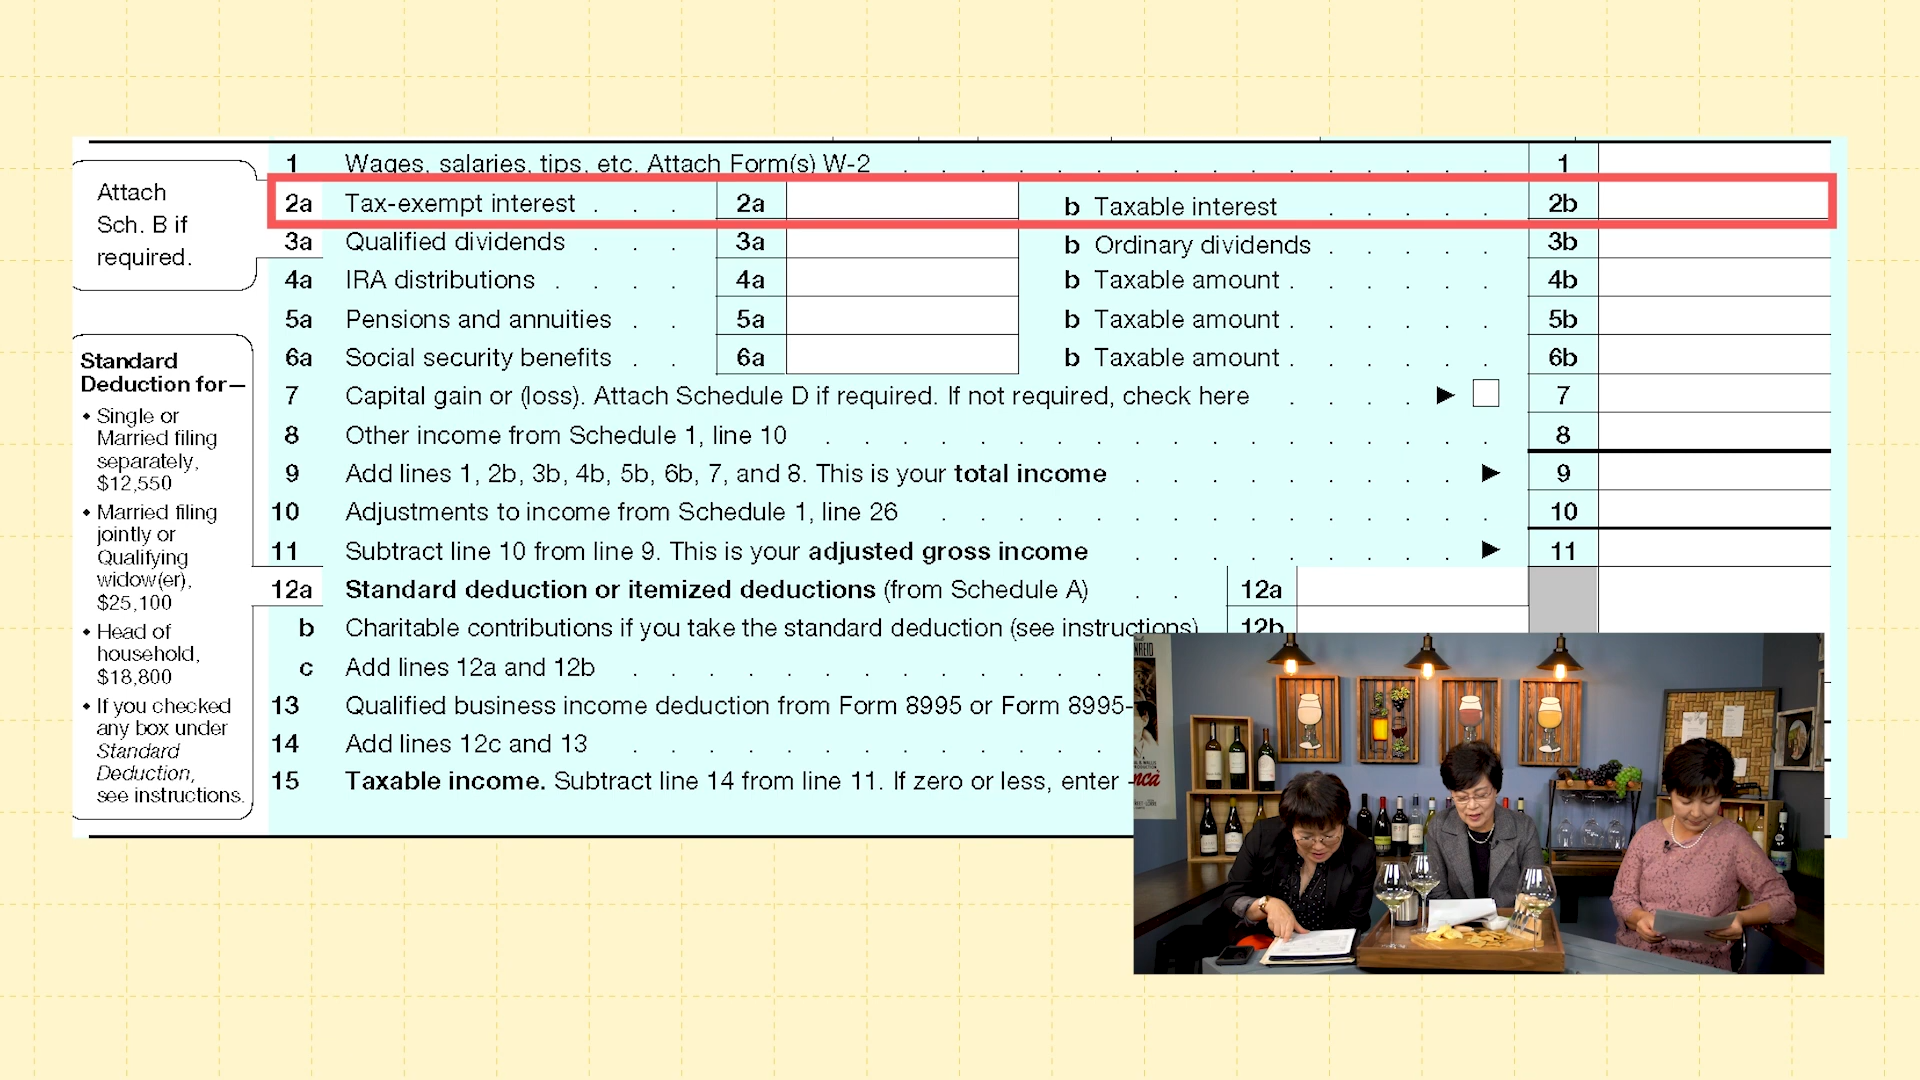 Attach
Sch. B if
required.
Standard
Deduction for—
• Single or
Married filing
separately,
$12,550
• Married filing
jointly or
Qualifying
widow(er),
$25,100
• Head of
household,
$18,800
• If you checked
any box under
Standard
Deduction,
see instructions.
1 Wages, salaries, tips, etc. Attach Form(s) W-2 . . . . . . . . . . . . . . . . 1
2a Tax-exempt interest . . . 2a b Taxable interest . . . . . 2b
3a Qualified dividends . . . 3a b Ordinary dividends . . . . . 3b
4a IRA distributions . . . . 4a b Taxable amount . . . . . . 4b
5a Pensions and annuities . . 5a b Taxable amount . . . . . . 5b
6a Social security benefits . . 6a b Taxable amount . . . . . . 6b
7 Capital gain or (loss). Attach Schedule D if required. If not required, check here . . . . ▶ 7
8 Other income from Schedule 1, line 10 . . . . . . . . . . . . . . . . . . 8
9 Add lines 1, 2b, 3b, 4b, 5b, 6b, 7, and 8. This is your total income . . . . . . . . . ▶ 9
10 Adjustments to income from Schedule 1, line 26 . . . . . . . . . . . . . . . 10
11 Subtract line 10 from line 9. This is your adjusted gross income . . . . . . . . . ▶ 11
12a Standard deduction or itemized deductions (from Schedule A) . . 12a
b Charitable contributions if you take the standard deduction (see instructions) 12b
c Add lines 12a and 12b . . . . . . . . . . . . .
13 Qualified business income deduction from Form 8995 or Form 8995-
14 Add lines 12c and 13 . . . . . . . . . . . . .
15 Taxable income. Subtract line 14 from line 11. If zero or less, enter -